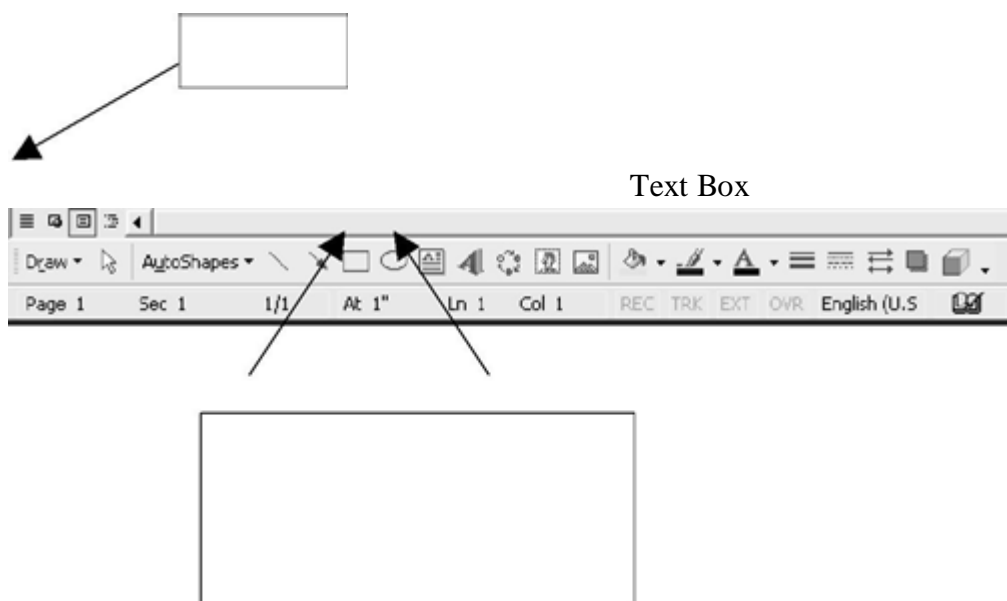 Text Box
Draw AutoShapes
Page 1 Sec 1 1/1 At 1" Ln 1 Col 1 REC TRK EXT OVR English (U.S